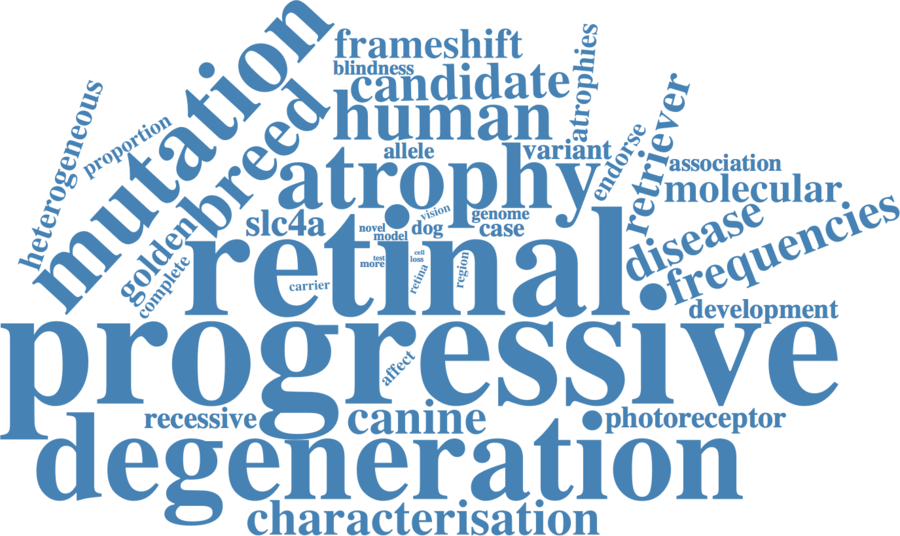 mutation
frameshift
blindness
candidate
atrophies
human
heterogeneous
proportion
breed
allele
variant
endorse
retriever
association
atrophy
molecular
golden
slc4a
novel
model
vision
dog
genome
case
disease
frequencies
complete
retinal
test
more
cell
loss
retina
region
carrier
development
progressive
affect
recessive
canine
photoreceptor
degeneration
characterisation